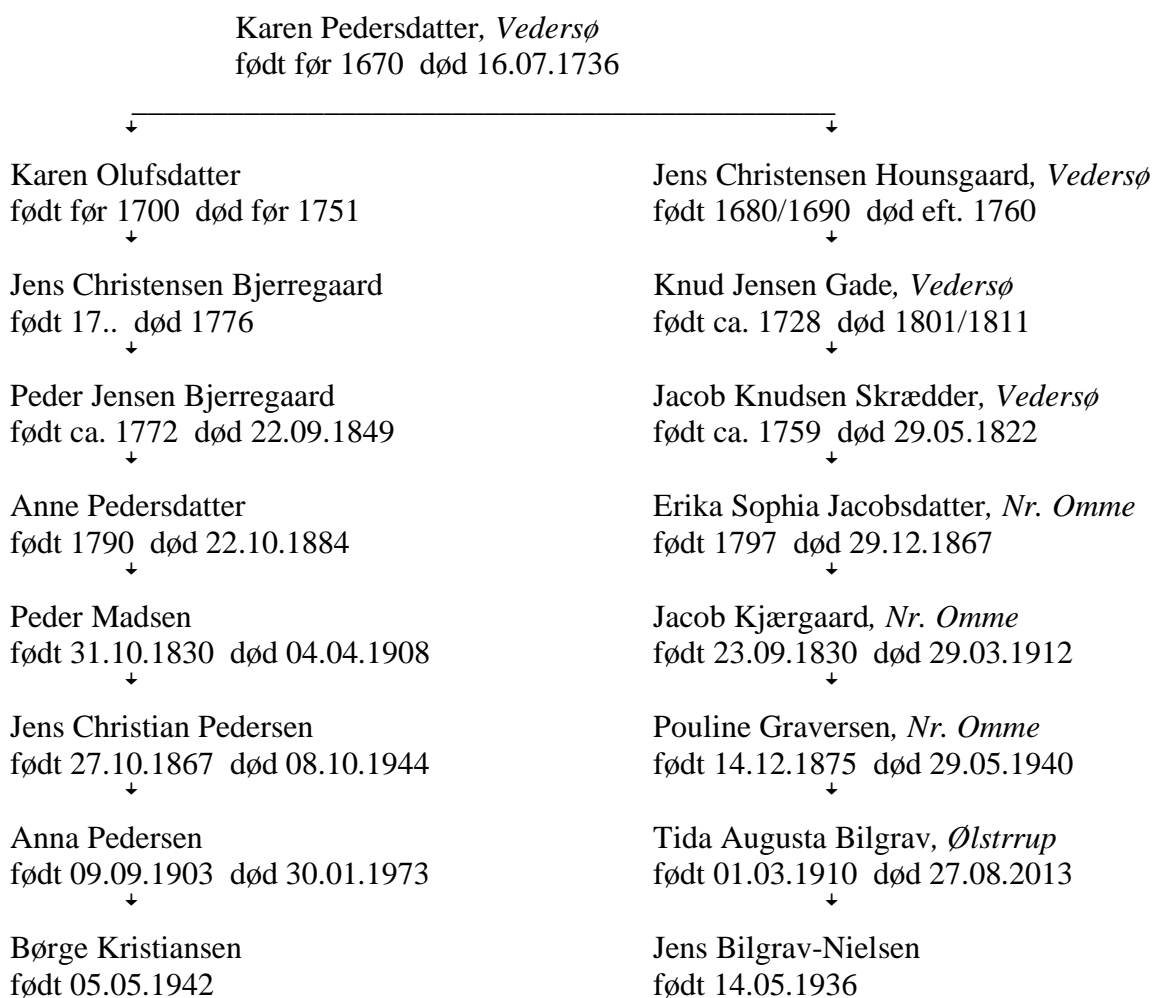 Karen Pedersdatter, Vedersø
født før 1670 død 16.07.1736
Karen Olufsdatter
født før 1700 død før 1751
Jens Christensen Hounsgaard, Vedersø
født 1680/1690 død eft. 1760
Jens Christensen Bjerregaard
født 17.. død 1776
Knud Jensen Gade, Vedersø
født ca. 1728 død 1801/1811
Peder Jensen Bjerregaard
født ca. 1772 død 22.09.1849
Jacob Knudsen Skrædder, Vedersø
født ca. 1759 død 29.05.1822
Anne Pedersdatter
født 1790 død 22.10.1884
Erika Sophia Jacobsdatter, Nr. Omme
født 1797 død 29.12.1867
Peder Madsen
født 31.10.1830 død 04.04.1908
Jacob Kjærgaard, Nr. Omme
født 23.09.1830 død 29.03.1912
Jens Christian Pedersen
født 27.10.1867 død 08.10.1944
Pouline Graversen, Nr. Omme
født 14.12.1875 død 29.05.1940
Anna Pedersen
født 09.09.1903 død 30.01.1973
Tida Augusta Bilgrav, Ølstrrup
født 01.03.1910 død 27.08.2013
Børge Kristiansen
født 05.05.1942
Jens Bilgrav-Nielsen
født 14.05.1936